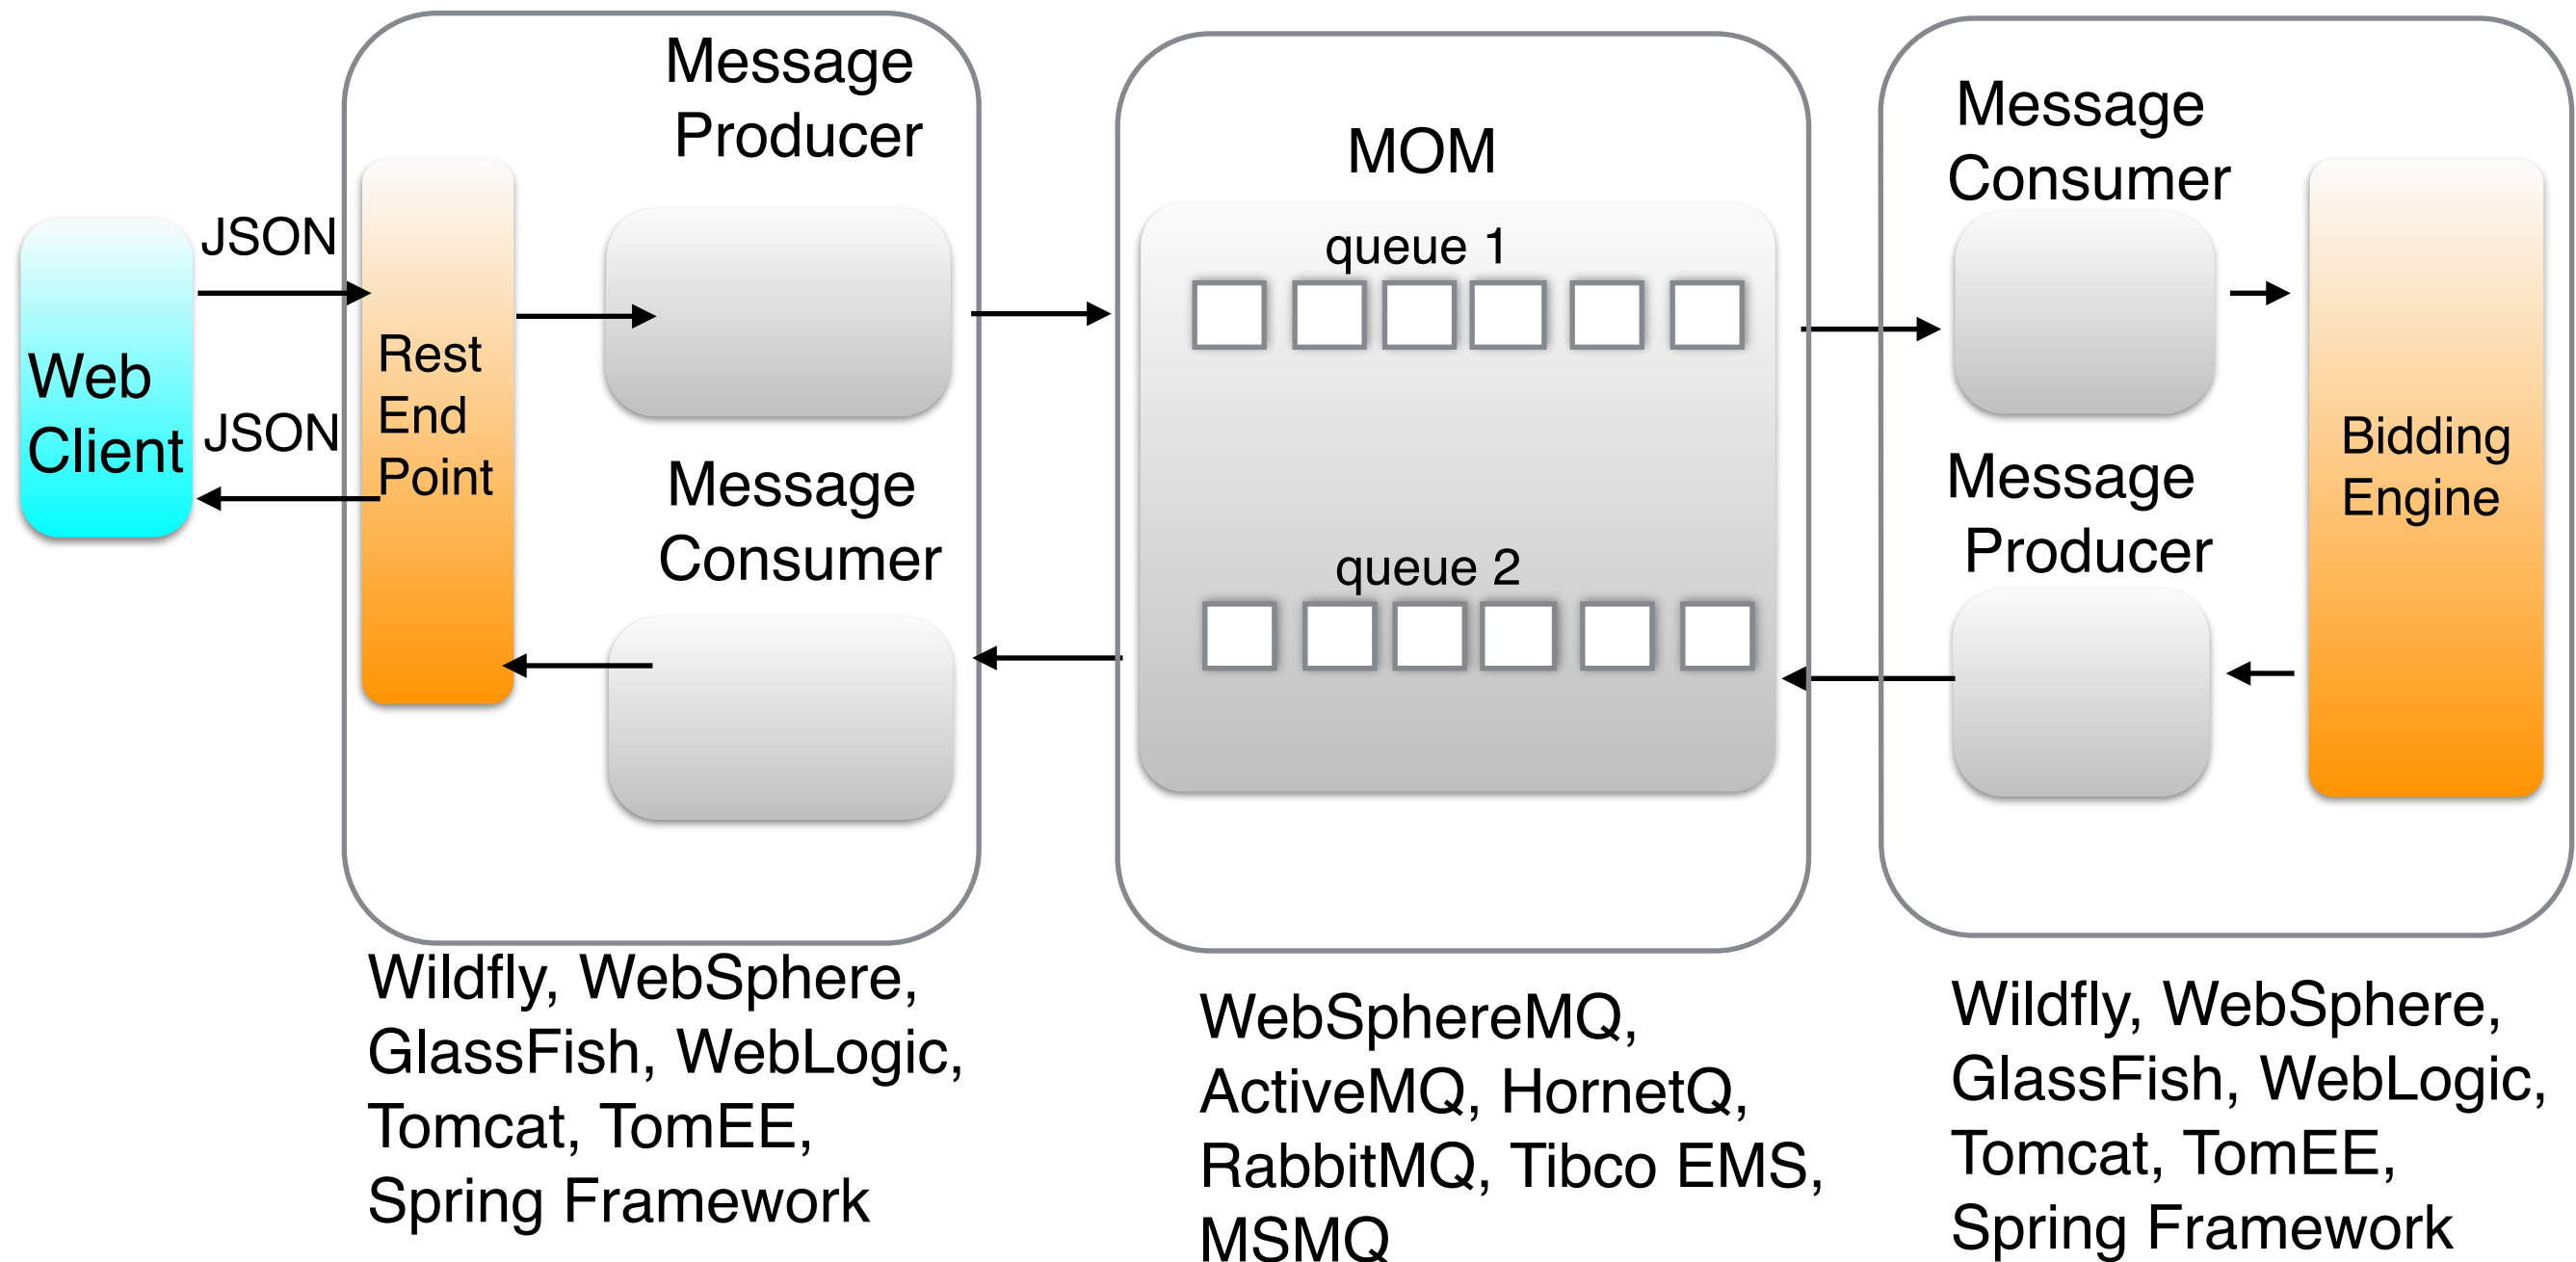 Message
Producer
MOM
Message
Consumer
JSON
queue 1
Web
Client
Rest
End
Point
JSON
Message
Consumer
queue 2
Message
Producer
Bidding
Engine
Wildfly, WebSphere,
GlassFish, WebLogic,
Tomcat, TomEE,
Spring Framework
WebSphereMQ,
ActiveMQ, HornetQ,
RabbitMQ, Tibco EMS,
MSMQ
Wildfly, WebSphere,
GlassFish, WebLogic,
Tomcat, TomEE,
Spring Framework